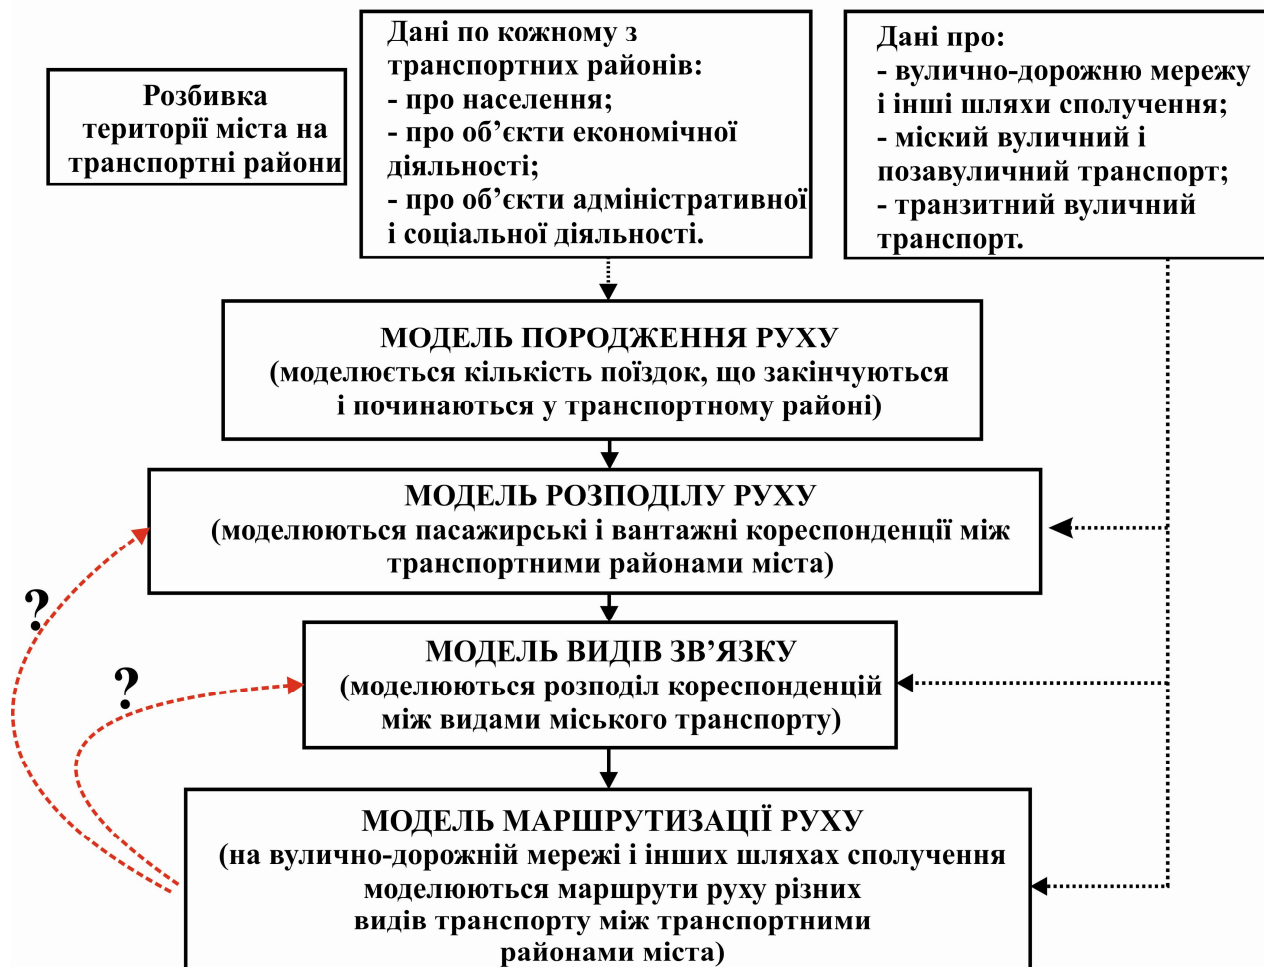 Розбивка
території міста на
транспортні райони
Дані по кожному з
транспортних районів:
- про населення;
- про об’єкти економічної
діяльності;
- про об’єкти адміністративної
і соціальної діяльності.
Дані про:
- вулично-дорожню мережу
і інші шляхи сполучення;
- міский вуличний і
позавуличний транспорт;
- транзитний вуличний
транспорт.
МОДЕЛЬ ПОРОДЖЕННЯ РУХУ
(моделюється кількість поїздок, що закінчуються
і починаються у транспортному районі)
МОДЕЛЬ РОЗПОДІЛУ РУХУ
(моделюються пасажирські і вантажні кореспонденції між
транспортними районами міста)
?
?
МОДЕЛЬ ВИДІВ ЗВ’ЯЗКУ
(моделюються розподіл кореспонденцій
між видами міського транспорту)
МОДЕЛЬ МАРШРУТИЗАЦІЇ РУХУ
(на вулично-дорожній мережі і інших шляхах сполучення
моделюються маршрути руху різних
видів транспорту між транспортними
районами міста)